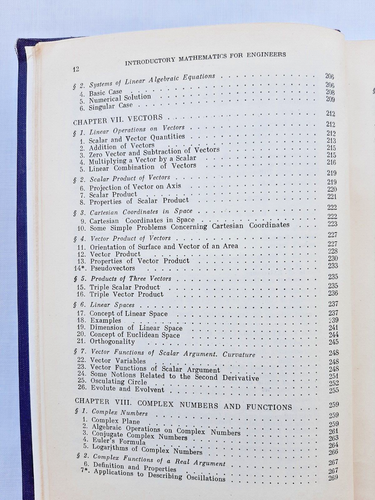 12 INTRODUCTORY MATHEMATICS FOR ENGINEERS
§ 2. Systems of Linear Algebraic Equations 206
4. Basic Case 206
5. Numerical Solution 208
6. Singular Case 209
CHAPTER VII. VECTORS 212
§ 1. Linear Operations on Vectors 212
1. Scalar and Vector Quantities 212
2. Addition of Vectors 213
3. Zero Vector and Subtraction of Vectors 215
4. Multiplying a Vector by a Scalar 215
5. Linear Combination of Vectors 216
§ 2. Scalar Product of Vectors 219
6. Projection of Vector on Axis 219
7. Scalar Product 220
8. Properties of Scalar Product 221
§ 3. Cartesian Coordinates in Space 222
9. Cartesian Coordinates in Space 222
10. Some Simple Problems Concerning Cartesian Coordinates 223
§ 4. Vector Product of Vectors 227
11. Orientation of Surface and Vector of an Area 227
12. Vector Product 228
13. Properties of Vector Product 230
14*. Pseudovectors 233
§ 5. Products of Three Vectors 235
15. Triple Scalar Product 235
16. Triple Vector Product 236
§ 6. Linear Spaces 237
17. Concept of Linear Space 237
18. Examples 239
19. Dimension of Linear Space 241
20. Concept of Euclidean Space 244
21. Orthogonality 245
§ 7. Vector Functions of Scalar Argument. Curvature 248
22. Vector Variables 248
23. Vector Functions of Scalar Argument 248
24. Some Notions Related to the Second Derivative 251
25. Osculating Circle 252
26. Evolute and Evolvent 255
CHAPTER VIII. COMPLEX NUMBERS AND FUNCTIONS 259
§ 1. Complex Numbers 259
1. Complex Plane 259
2. Algebraic Operations on Complex Numbers 261
3. Conjugate Complex Numbers 263
4. Euler's Formula 264
5. Logarithms of Complex Numbers 266
§ 2. Complex Functions of a Real Argument 267
6. Definition and Properties 267
7*. Applications to Describing Oscillations 269